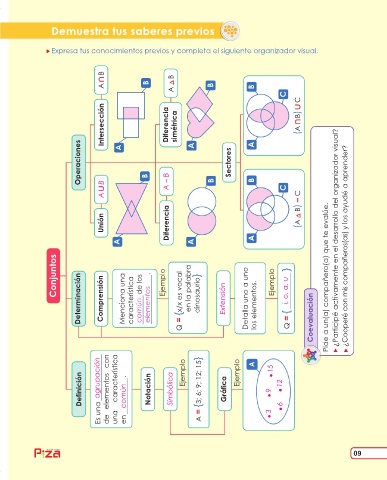 Demuestra tus saberes previos
Expresa tus conocimientos previos y completa el siguiente organizador visual.
Conjuntos
Definición
Es una agrupación
de elementos con
una característica
en común.
Notación
Simbólica
Ejemplo
A = {3; 6; 9; 12; 15}
Gráfica
Ejemplo
A
3
9
15
6
12
Determinación
Comprensión
Menciona una
característica
común de los
elementos.
Ejemplo
Q = {x/x es vocal
en la palabra
dinosaurio}
Extensión
Detalla uno a uno
los elementos.
Ejemplo
Q = { i, o, a, u }
Operaciones
Unión
A ∪ B
A
B
Intersección
A ∩ B
A
B
Diferencia
A – B
A
B
Diferencia
simétrica
A △ B
A
B
Sectores
A
B
C
(A △ B) – C
A
B
C
(A ∩ B) ∪ C
Coevaluación
Pide a un(a) compañero(a) que te evalúe.
¿Participé activamente en el desarrollo del organizador visual?
¿Cooperé con mis compañeros(as) y los ayudé a aprender?
09